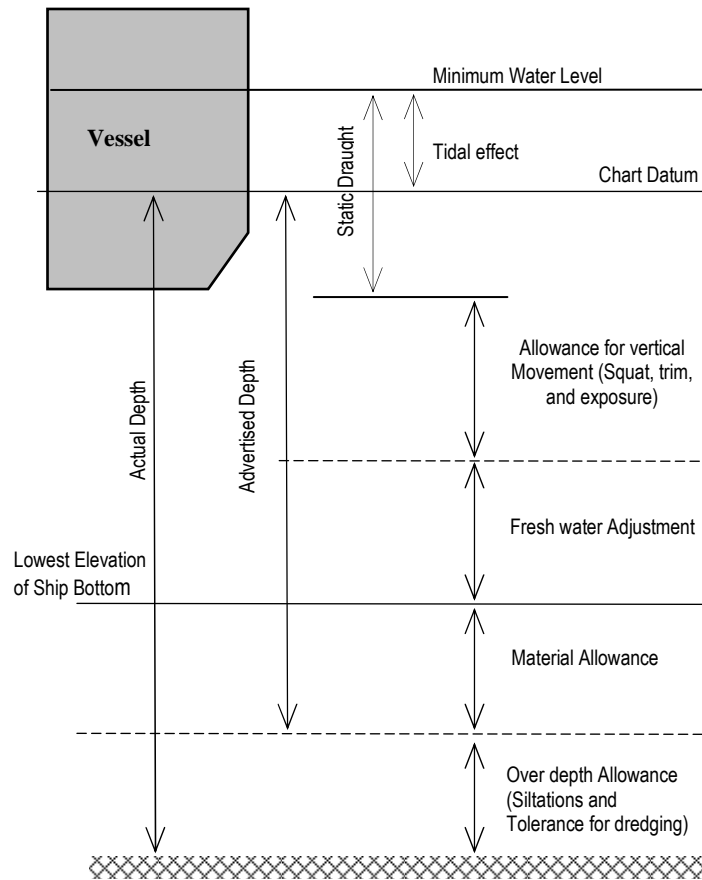 Minimum Water Level
Vessel
Static Draught
Tidal effect
Chart Datum
Allowance for vertical
Movement (Squat, trim,
and exposure)
Actual Depth
Advertised Depth
Fresh water Adjustment
Lowest Elevation
of Ship Bottom
Material Allowance
Over depth Allowance
(Siltations and
Tolerance for dredging)